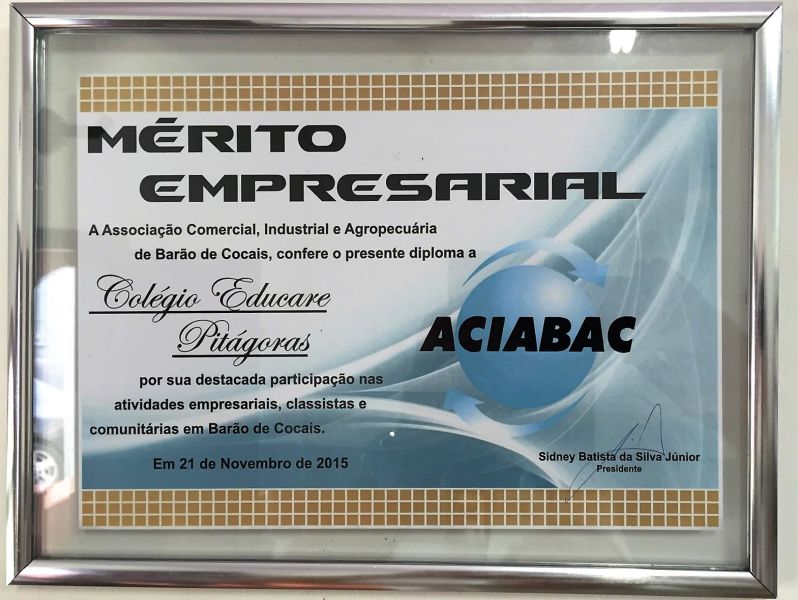 MÉRITO
EMPRESARIAL
A Associação Comercial, Industrial e Agropecuária
de Barão de Cocais, confere o presente diploma a
Colégio Educare
Pitágoras
ACIABAC
por sua destacada participação nas
atividades empresariais, classistas e
comunitárias em Barão de Cocais.
Em 21 de Novembro de 2015
Sidney Batista da Silva Júnior
Presidente